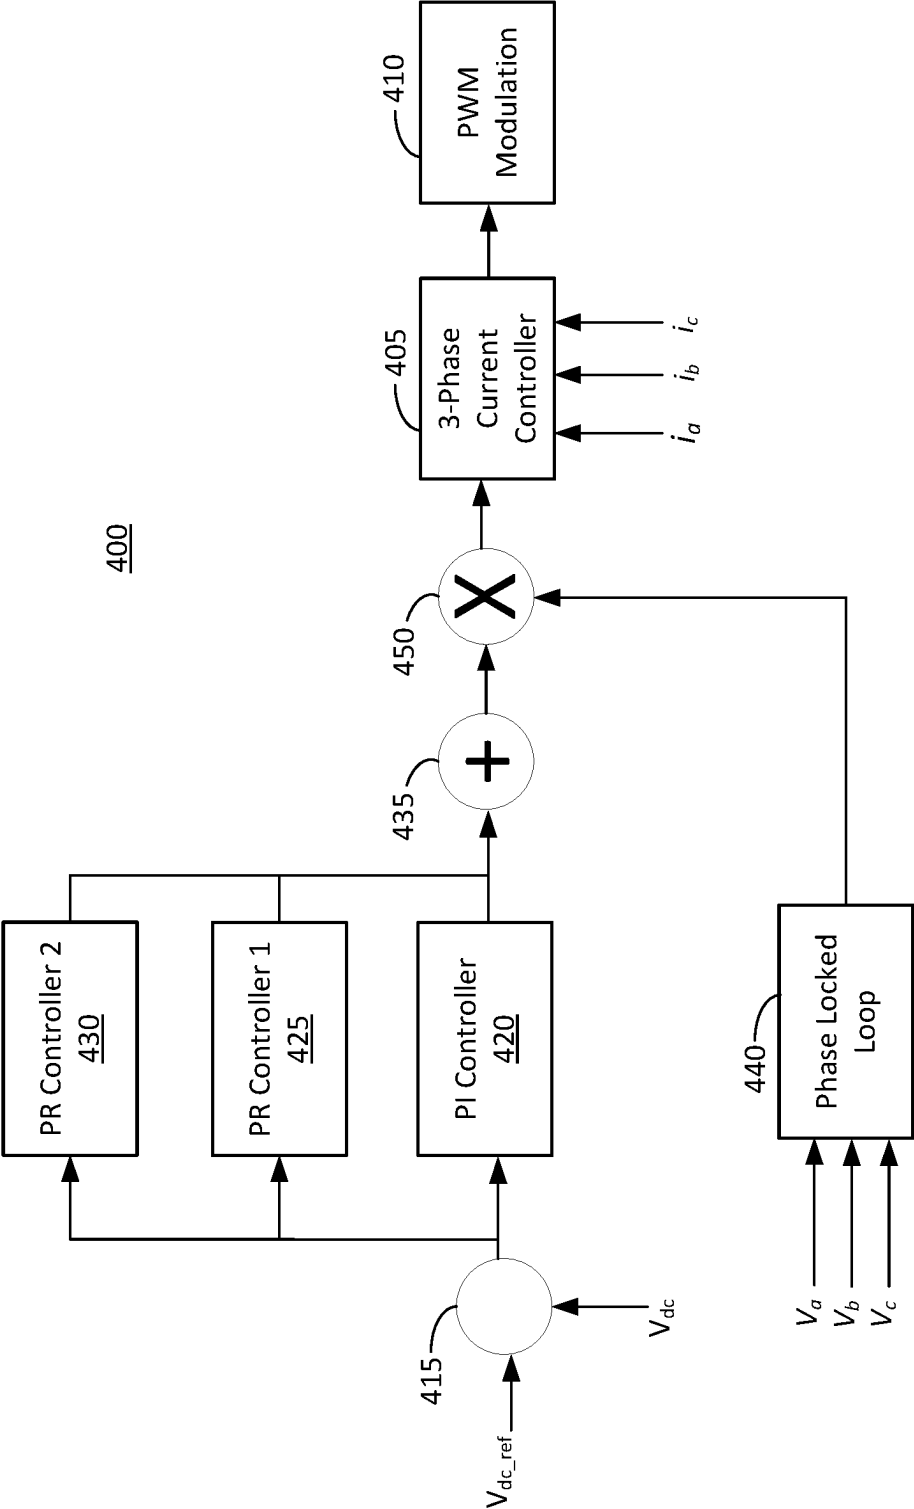 400
PR Controller 2
430
PR Controller 1
425
PI Controller
420
415
V_dc_ref
V_dc
435
450
405
3-Phase
Current
Controller
i_a
i_b
i_c
410
PWM
Modulation
440
Phase Locked
Loop
V_a
V_b
V_c